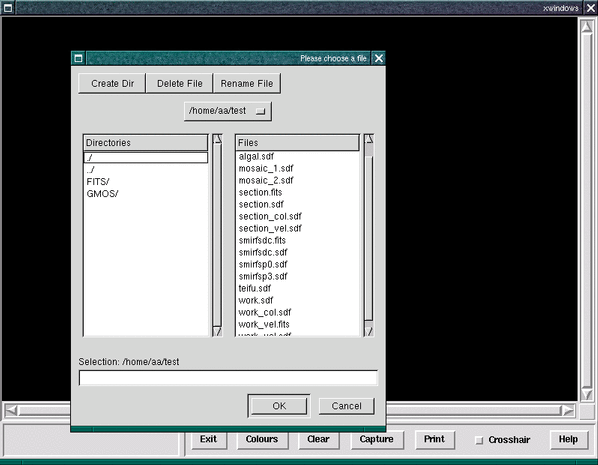 xwindows
Please choose a file
Create Dir Delete File Rename File
/home/aa/test
Directories
./
../
FITS/
GMOS/
Files
algal.sdf
mosaic_1.sdf
mosaic_2.sdf
section.fits
section.sdf
section_col.sdf
section_vel.sdf
smirfsdc.fits
smirfsdc.sdf
smirfsp0.sdf
smirfsp3.sdf
teifu.sdf
work.sdf
work_col.sdf
work_vel.fits
work_vel.sdf
Selection: /home/aa/test
OK Cancel
Exit Colours Clear Capture Print Crosshair Help